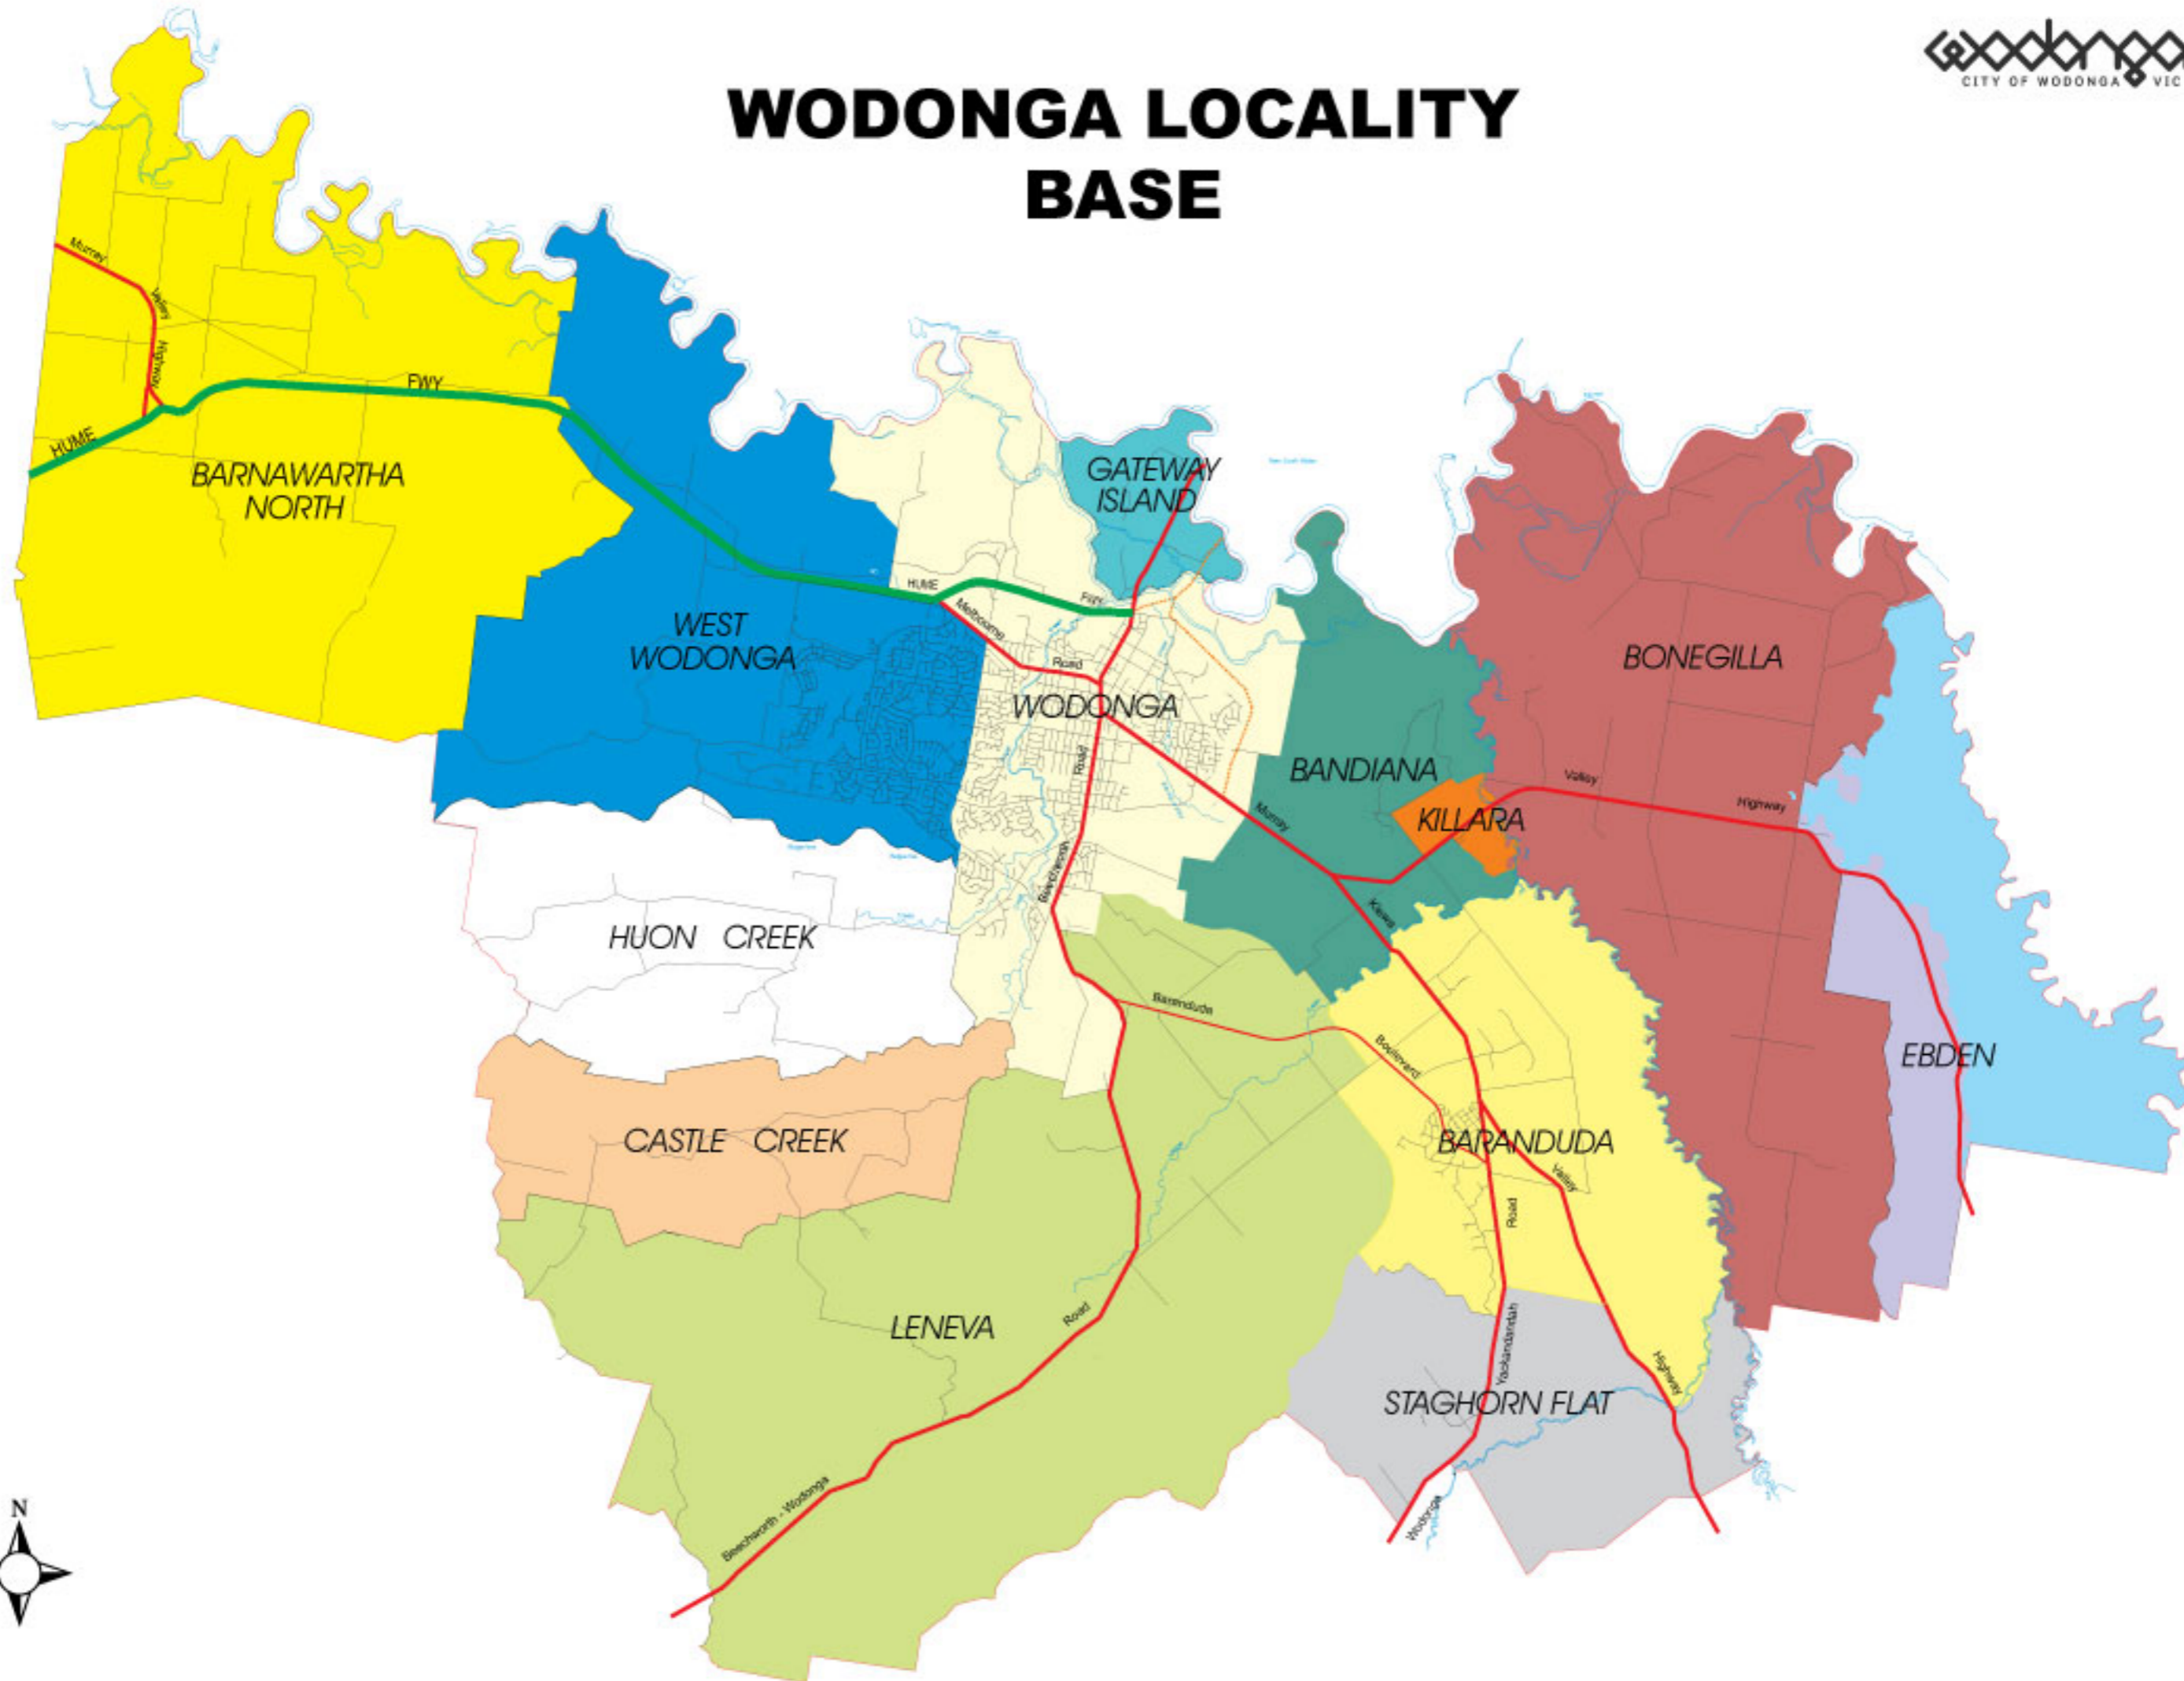 wodonga
CITY OF WODONGA VIC
WODONGA LOCALITY
BASE
Murray
Valley
Highway
FWY
HUME
BARNAWARTHA
NORTH
GATEWAY
ISLAND
HUME
FWY
Melbourne
Road
WEST
WODONGA
WODONGA
Road
BONEGILLA
BANDIANA
KILLARA
Valley
Highway
Murray
Beechworth
Kiewa
HUON CREEK
Baranduda
Boulevard
EBDEN
CASTLE CREEK
BARANDUDA
Valley
Road
LENEVA
Road
Yackandandah
Highway
STAGHORN FLAT
Beechworth - Wodonga
Wodonga
N